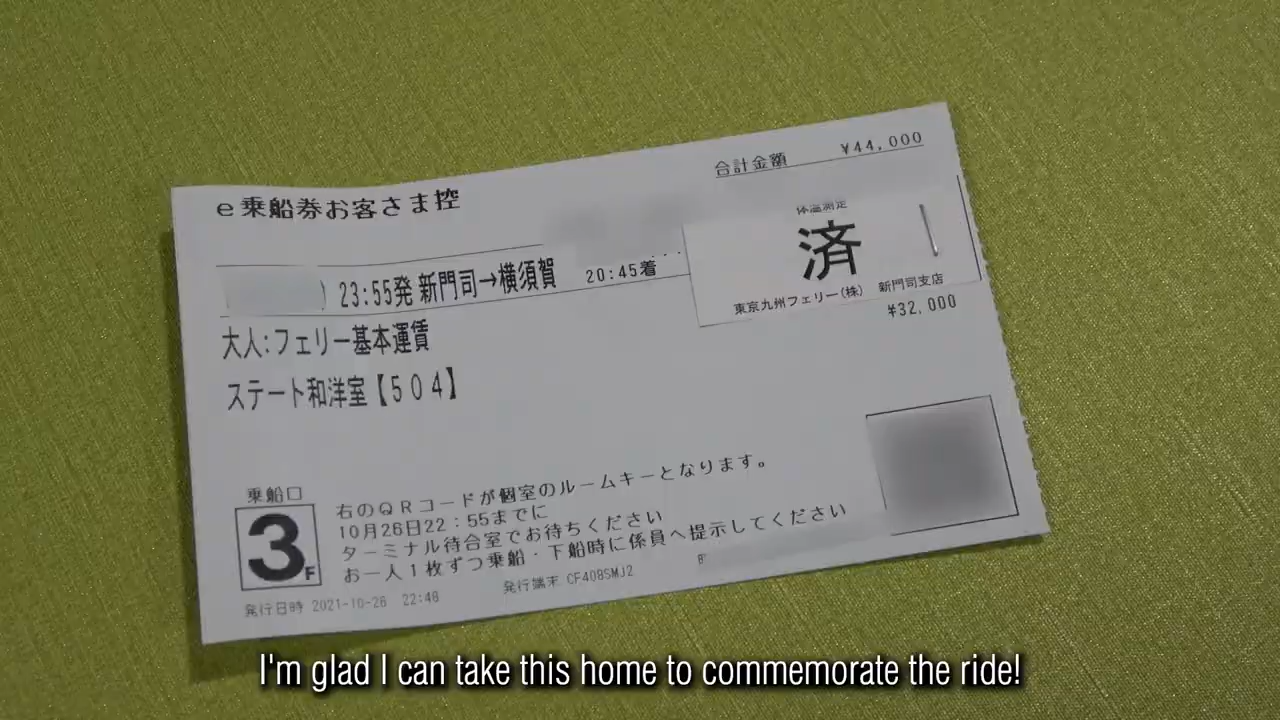 合計金額 ¥44,000
e乗船券お客さま控
体温測定
済
東京九州フェリー(株) 新門司支店
) 23:55発 新門司→横須賀 20:45着
¥32,000
大人:フェリー基本運賃
ステート和洋室【504】
乗船口
3F
右のQRコードが個室のルームキーとなります。
10月26日22:55までに
ターミナル待合室でお待ちください
お一人1枚ずつ乗船・下船時に係員へ提示してください
発行日時 2021-10-26 22:48 発行端末 CF408SMJ2
I'm glad I can take this home to commemorate the ride!